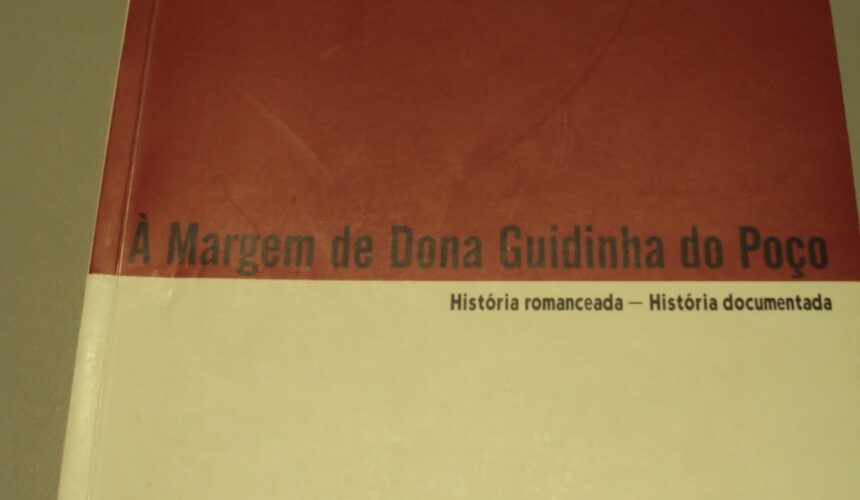 À Margem de Dona Guidinha do Poço
História romanceada — História documentada